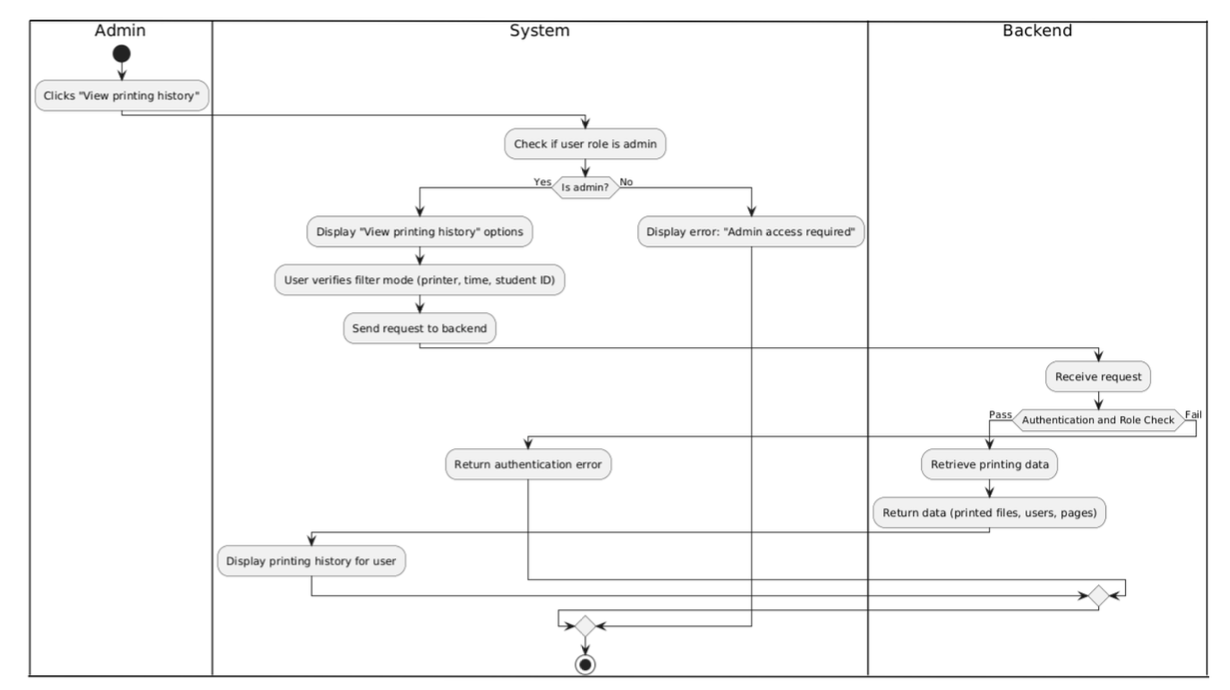 Admin
System
Backend
Clicks "View printing history"
Check if user role is admin
Yes
Is admin?
No
Display "View printing history" options
Display error: "Admin access required"
User verifies filter mode (printer, time, student ID)
Send request to backend
Receive request
Pass
Authentication and Role Check
Fail
Return authentication error
Retrieve printing data
Return data (printed files, users, pages)
Display printing history for user